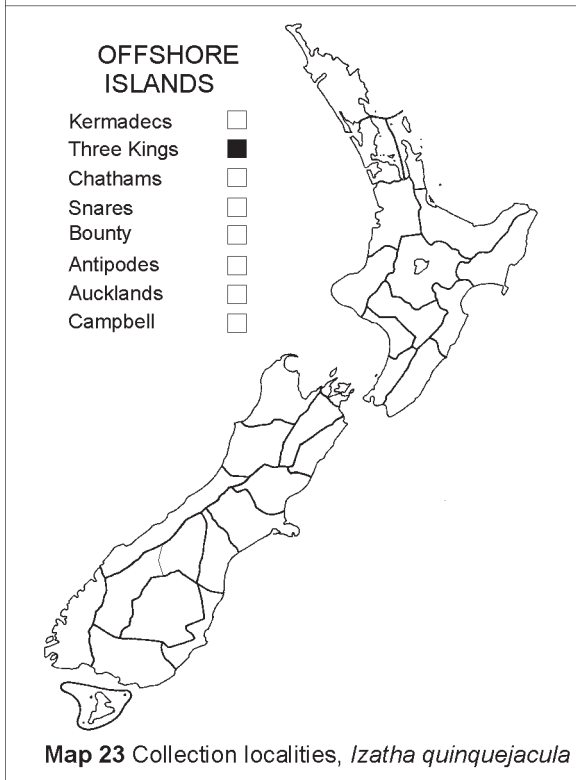 OFFSHORE
ISLANDS
Kermadecs
Three Kings
Chathams
Snares
Bounty
Antipodes
Aucklands
Campbell
Map 23 Collection localities, Izatha quinquejacula